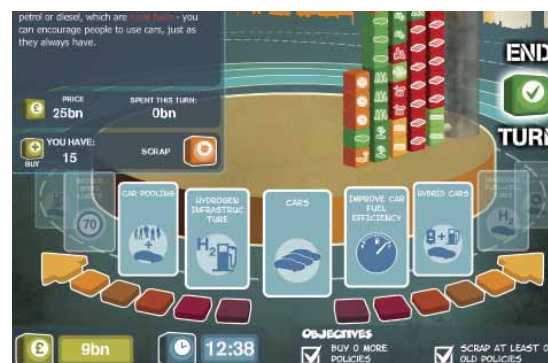 petrol or diesel, which are fossil fuels - you
can encourage people to use cars, just as
they always have.
PRICE
£
25bn
SPENT THIS TURN:
0bn
YOU HAVE:
BUY
15
SCRAP
END
TURN
70
CAR POOLING
HYDROGEN
INFRASTRUC
TURE
H2
CARS
IMPROVE CAR
FUEL
EFFICIENCY
HYBRID CARS
H2
£
9bn
12:38
OBJECTIVES
BUY 0 MORE
POLICIES
SCRAP AT LEAST 0
OLD POLICIES